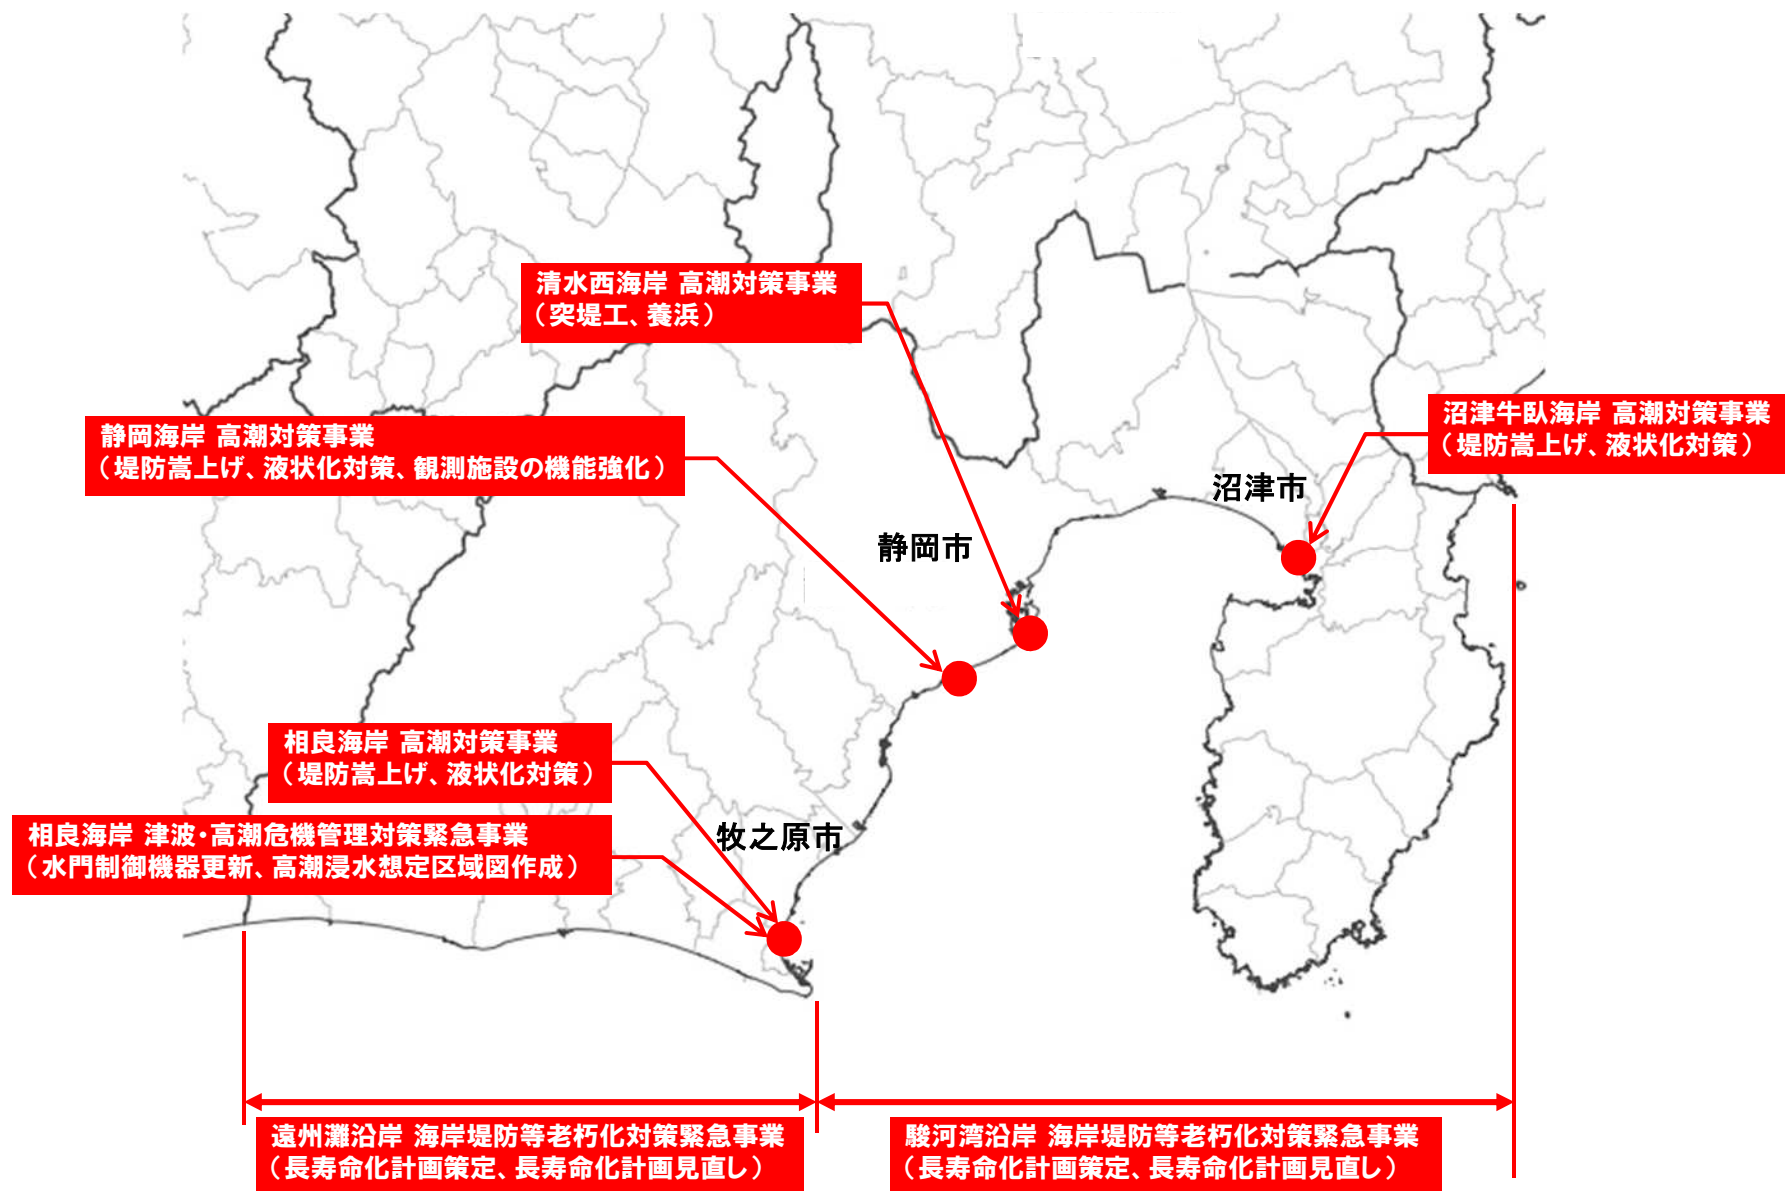 清水西海岸 高潮対策事業
（突堤工、養浜）
沼津牛臥海岸 高潮対策事業
（堤防嵩上げ、液状化対策）
静岡海岸 高潮対策事業
（堤防嵩上げ、液状化対策、観測施設の機能強化）
沼津市
静岡市
相良海岸 高潮対策事業
（堤防嵩上げ、液状化対策）
相良海岸 津波・高潮危機管理対策緊急事業
（水門制御機器更新、高潮浸水想定区域図作成）
牧之原市
遠州灘沿岸 海岸堤防等老朽化対策緊急事業
（長寿命化計画策定、長寿命化計画見直し）
駿河湾沿岸 海岸堤防等老朽化対策緊急事業
（長寿命化計画策定、長寿命化計画見直し）